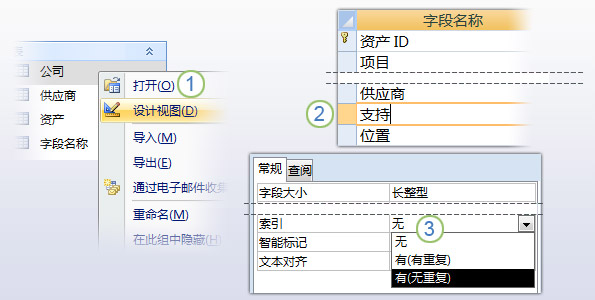 公司
供应商
资产
字段名称
打开(O)
1
设计视图(D)
导入(M)
导出(E)
通过电子邮件收集
重命名(M)
在此组中隐藏(H)
字段名称
资产 ID
项目
供应商
2
支持
位置
常规 查阅
字段大小 长整型
索引 无
3
智能标记 无
文本对齐 有(有重复)
有(无重复)